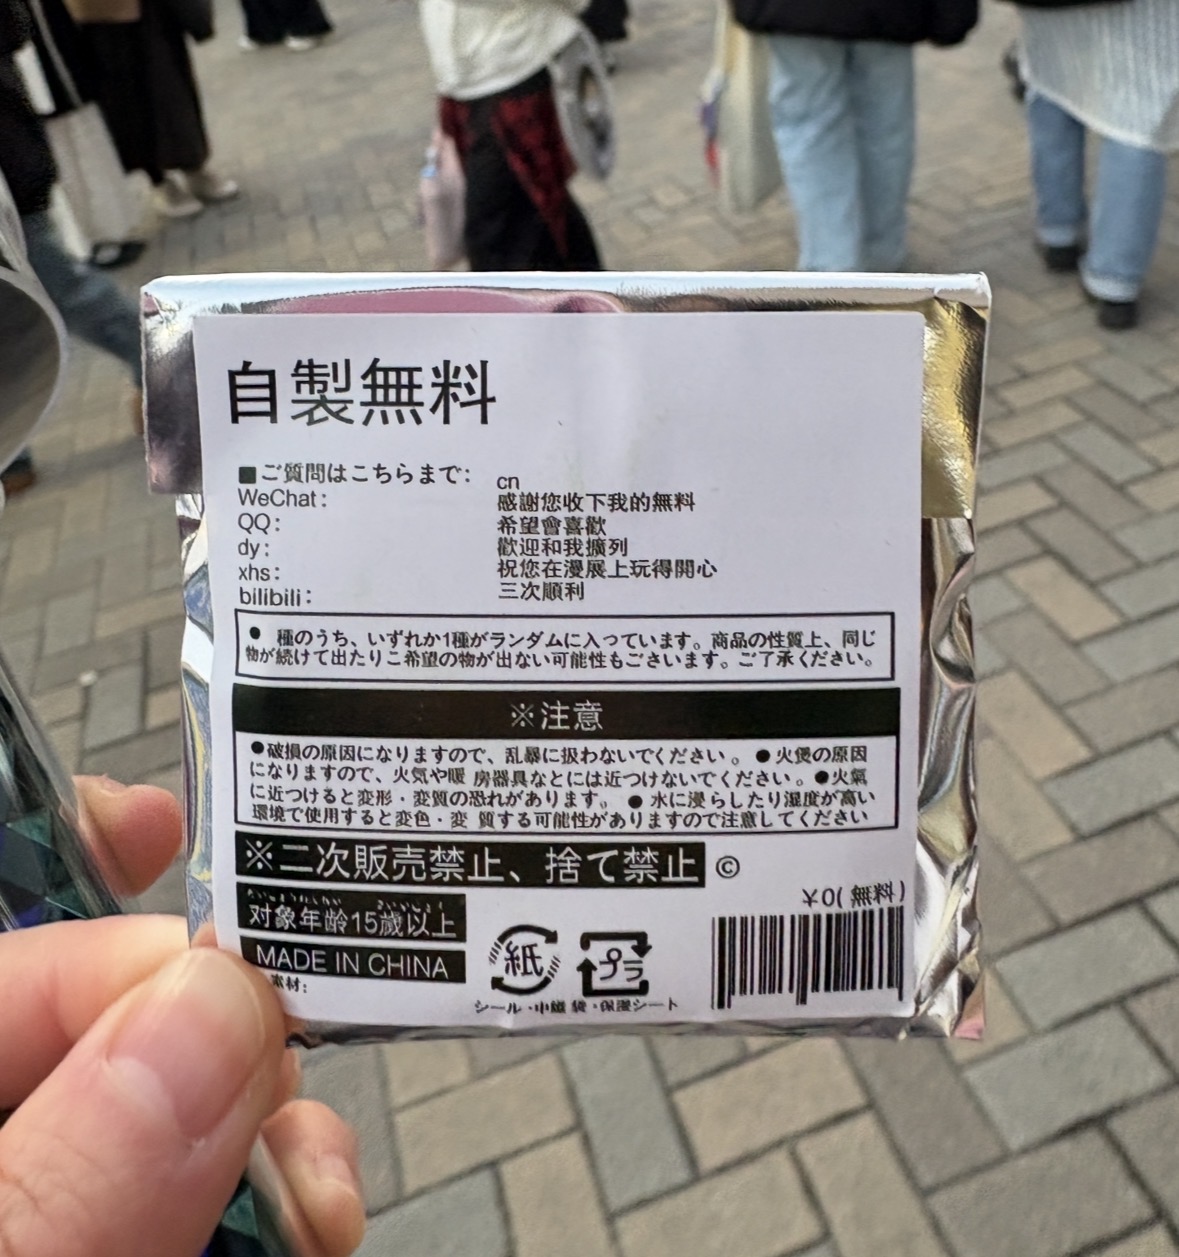 自製無料
■ご質問はこちらまで：
cn
WeChat：
感謝您收下我的無料
QQ：
希望會喜歡
dy：
歡迎和我擴列
xhs：
祝您在漫展上玩得開心
bilibili：
三次順利
● 種のうち、いずれか1種がランダムに入っています。商品の性質上、同じ
物が続けて出たりこ希望の物が出ない可能性もごさいます。ご了承ください。
※注意
●破損の原因になりますので、乱暴に扱わないでください。 ●火煲の原因
になりますので、火気や暖 房器具などには近つけないでください。●火氣
に近つけると変形・変質の恐れがあります。 ●水に浸らしたり湿度が高い
環境で使用すると変色・変 質する可能性がありますので注意してください
※二次販売禁止、捨て禁止 ©
¥0(無料)
对象年齢15歳以上
MADE IN CHINA
素材:
紙
プラ
シール・中 袋・保護シート